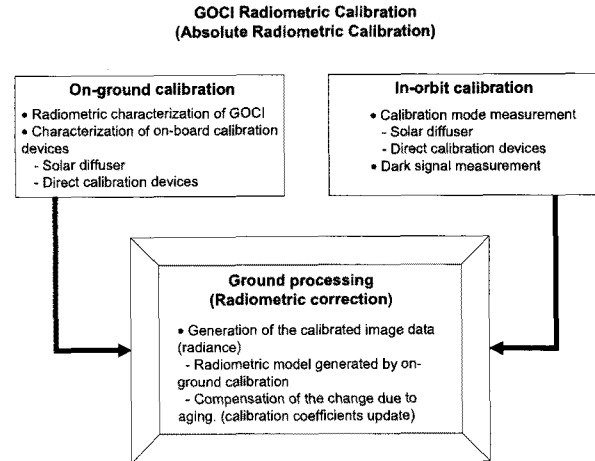 GOCI Radiometric Calibration
(Absolute Radiometric Calibration)
On-ground calibration
• Radiometric characterization of GOCI
• Characterization of on-board calibration
devices
- Solar diffuser
- Direct calibration devices
In-orbit calibration
• Calibration mode measurement
- Solar diffuser
- Direct calibration devices
• Dark signal measurement
Ground processing
(Radiometric correction)
• Generation of the calibrated image data
(radiance)
- Radiometric model generated by on-
ground calibration
- Compensation of the change due to
aging. (calibration coefficients update)